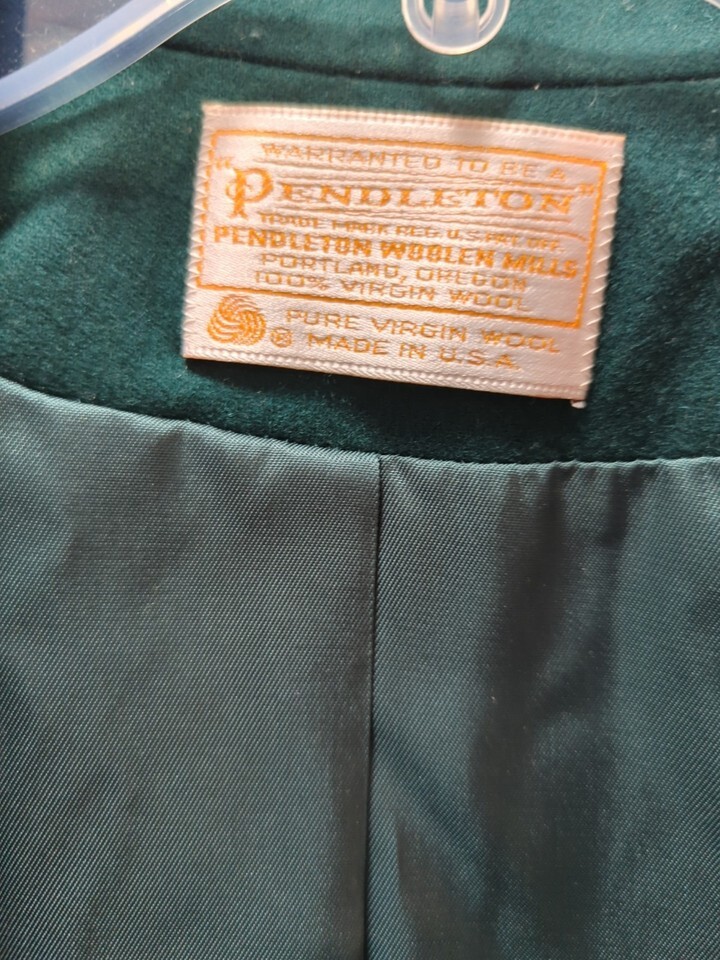 WARRANTED TO BE A
"PENDLETON"
TRADE MARK REG. U.S. PAT. OFF.
PENDLETON WOOLEN MILLS
PORTLAND, OREGON
100% VIRGIN WOOL
PURE VIRGIN WOOL
® MADE IN U.S.A.